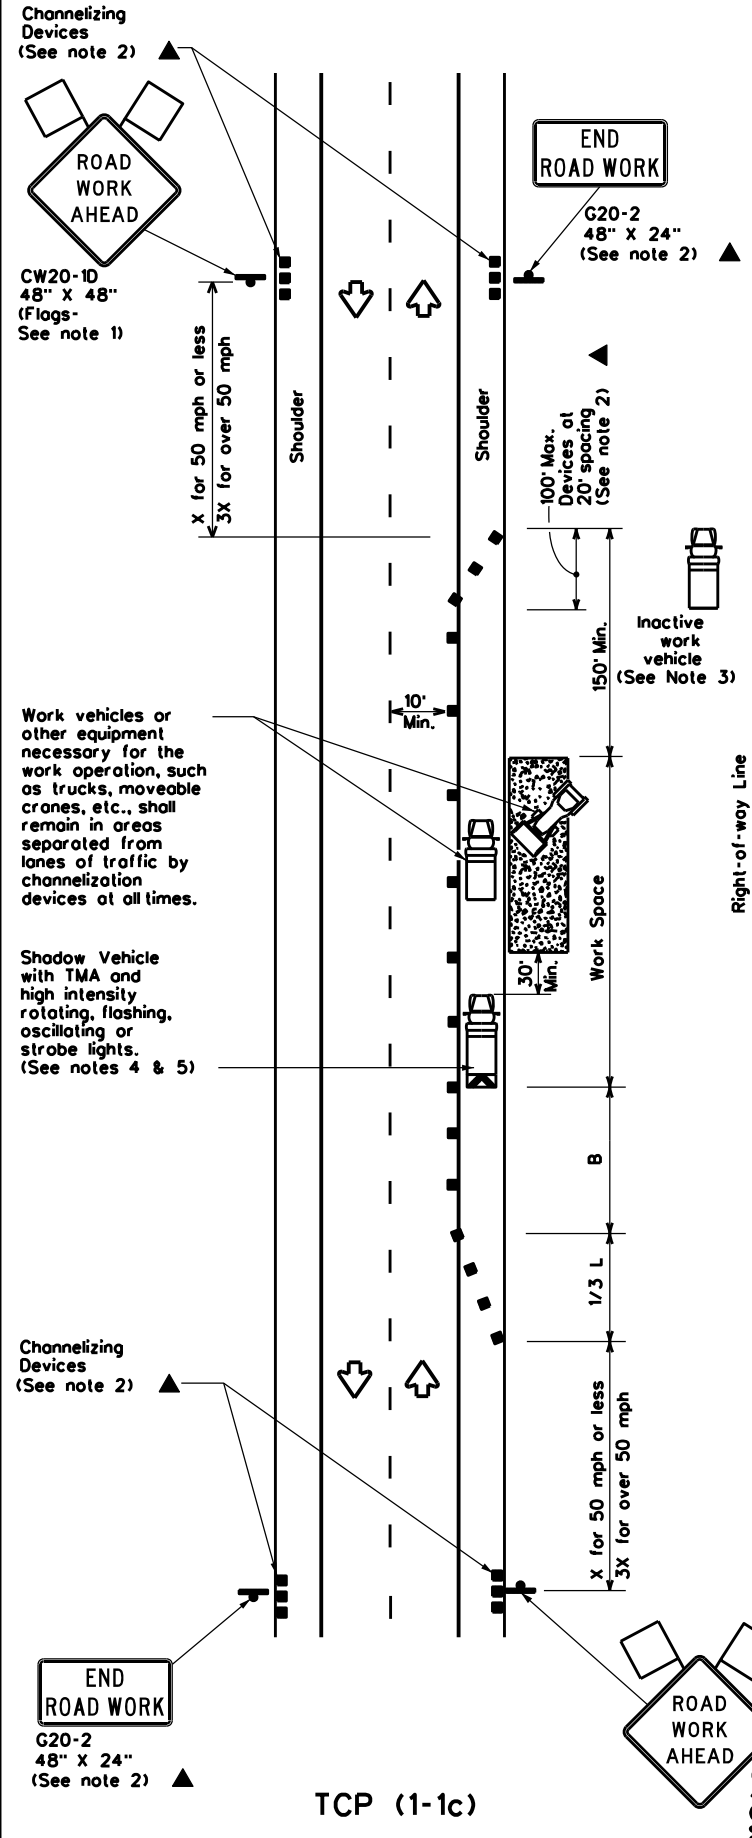 Channelizing
Devices
(See note 2) ▲
ROAD
WORK
AHEAD
CW20-1D
48" X 48"
(Flags-
See note 1)
END
ROAD WORK
G20-2
48" X 24"
(See note 2) ▲
X for 50 mph or less
3X for over 50 mph
Shoulder
Shoulder
100' Max.
Devices at
20' spacing
(See note 2) ▲
150' Min.
Inactive
work
vehicle
(See Note 3)
10'
Min.
Work vehicles or
other equipment
necessary for the
work operation, such
as trucks, moveable
cranes, etc., shall
remain in areas
separated from
lanes of traffic by
channelization
devices at all times.
Work Space
Right-of-way Line
30'
Min.
Shadow Vehicle
with TMA and
high intensity
rotating, flashing,
oscillating or
strobe lights.
(See notes 4 & 5)
B
1/3 L
Channelizing
Devices
(See note 2) ▲
X for 50 mph or less
3X for over 50 mph
END
ROAD WORK
G20-2
48" X 24"
(See note 2) ▲
ROAD
WORK
AHEAD
TCP (1-1c)